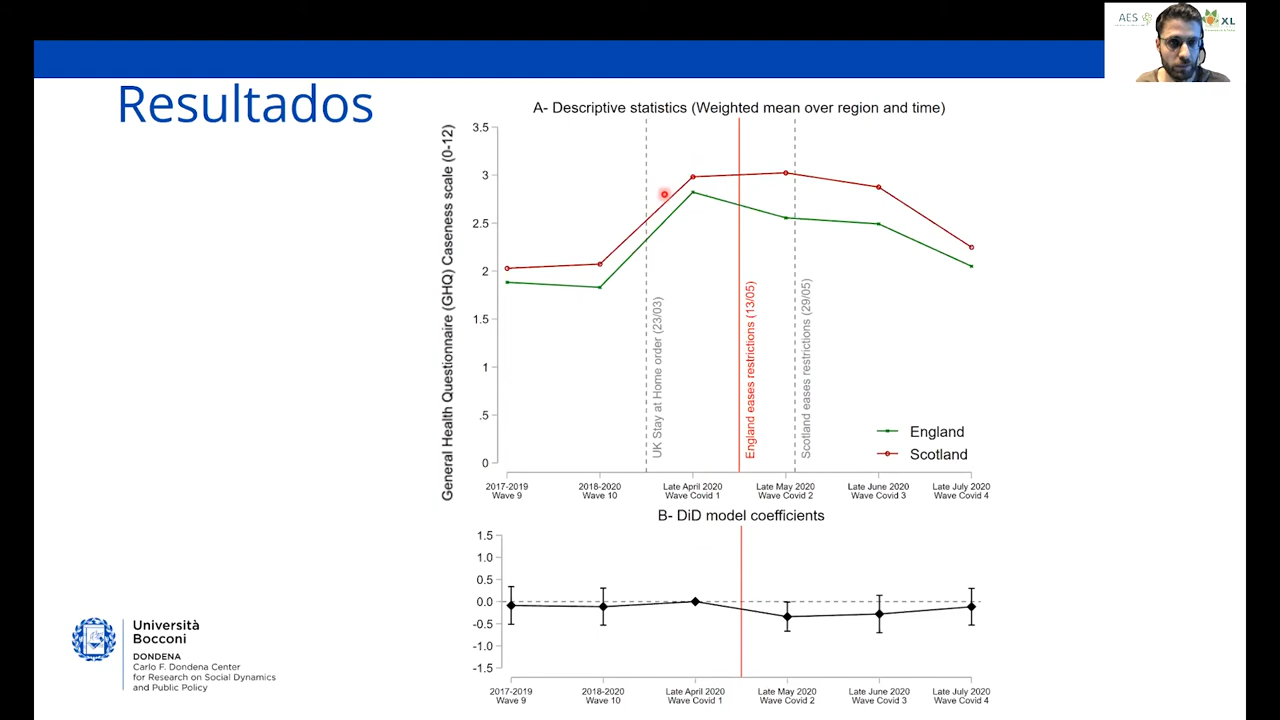 AES
XL
Resultados
A- Descriptive statistics (Weighted mean over region and time)
General Health Questionnaire (GHQ) Caseness scale (0-12)
3.5
3
2.5
2
1.5
1
.5
0
UK Stay at Home order (23/03)
England eases restrictions (13/05)
Scotland eases restrictions (29/05)
England
Scotland
2017-2019
Wave 9
2018-2020
Wave 10
Late April 2020
Wave Covid 1
Late May 2020
Wave Covid 2
Late June 2020
Wave Covid 3
Late July 2020
Wave Covid 4
B- DiD model coefficients
1.5
1.0
0.5
0.0
-0.5
-1.0
-1.5
2017-2019
Wave 9
2018-2020
Wave 10
Late April 2020
Wave Covid 1
Late May 2020
Wave Covid 2
Late June 2020
Wave Covid 3
Late July 2020
Wave Covid 4
Università
Bocconi
DONDENA
Carlo F. Dondena Center
for Research on Social Dynamics
and Public Policy